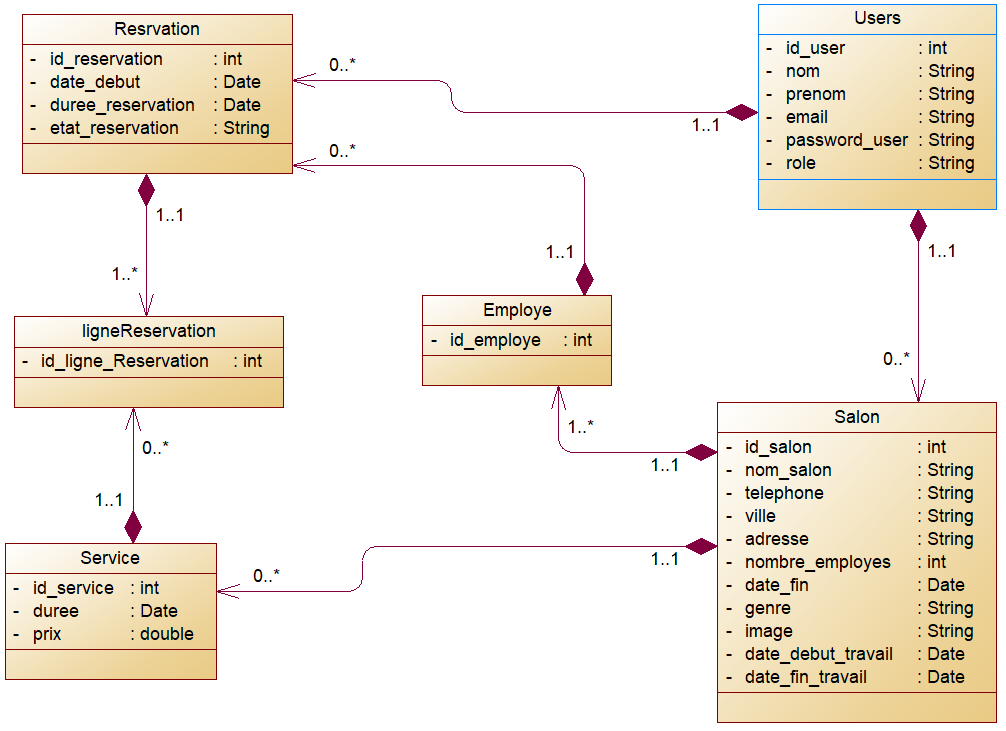 Resrvation
- id_reservation : int
- date_debut : Date
- duree_reservation : Date
- etat_reservation : String
Users
- id_user : int
- nom : String
- prenom : String
- email : String
- password_user : String
- role : String
0..*
1..1
0..*
1..1
1..1
1..*
1..1
0..*
ligneReservation
- id_ligne_Reservation : int
Employe
- id_employe : int
0..*
1..1
1..*
1..1
Service
- id_service : int
- duree : Date
- prix : double
0..*
1..1
Salon
- id_salon : int
- nom_salon : String
- telephone : String
- ville : String
- adresse : String
- nombre_employes : int
- date_fin : Date
- genre : String
- image : String
- date_debut_travail : Date
- date_fin_travail : Date